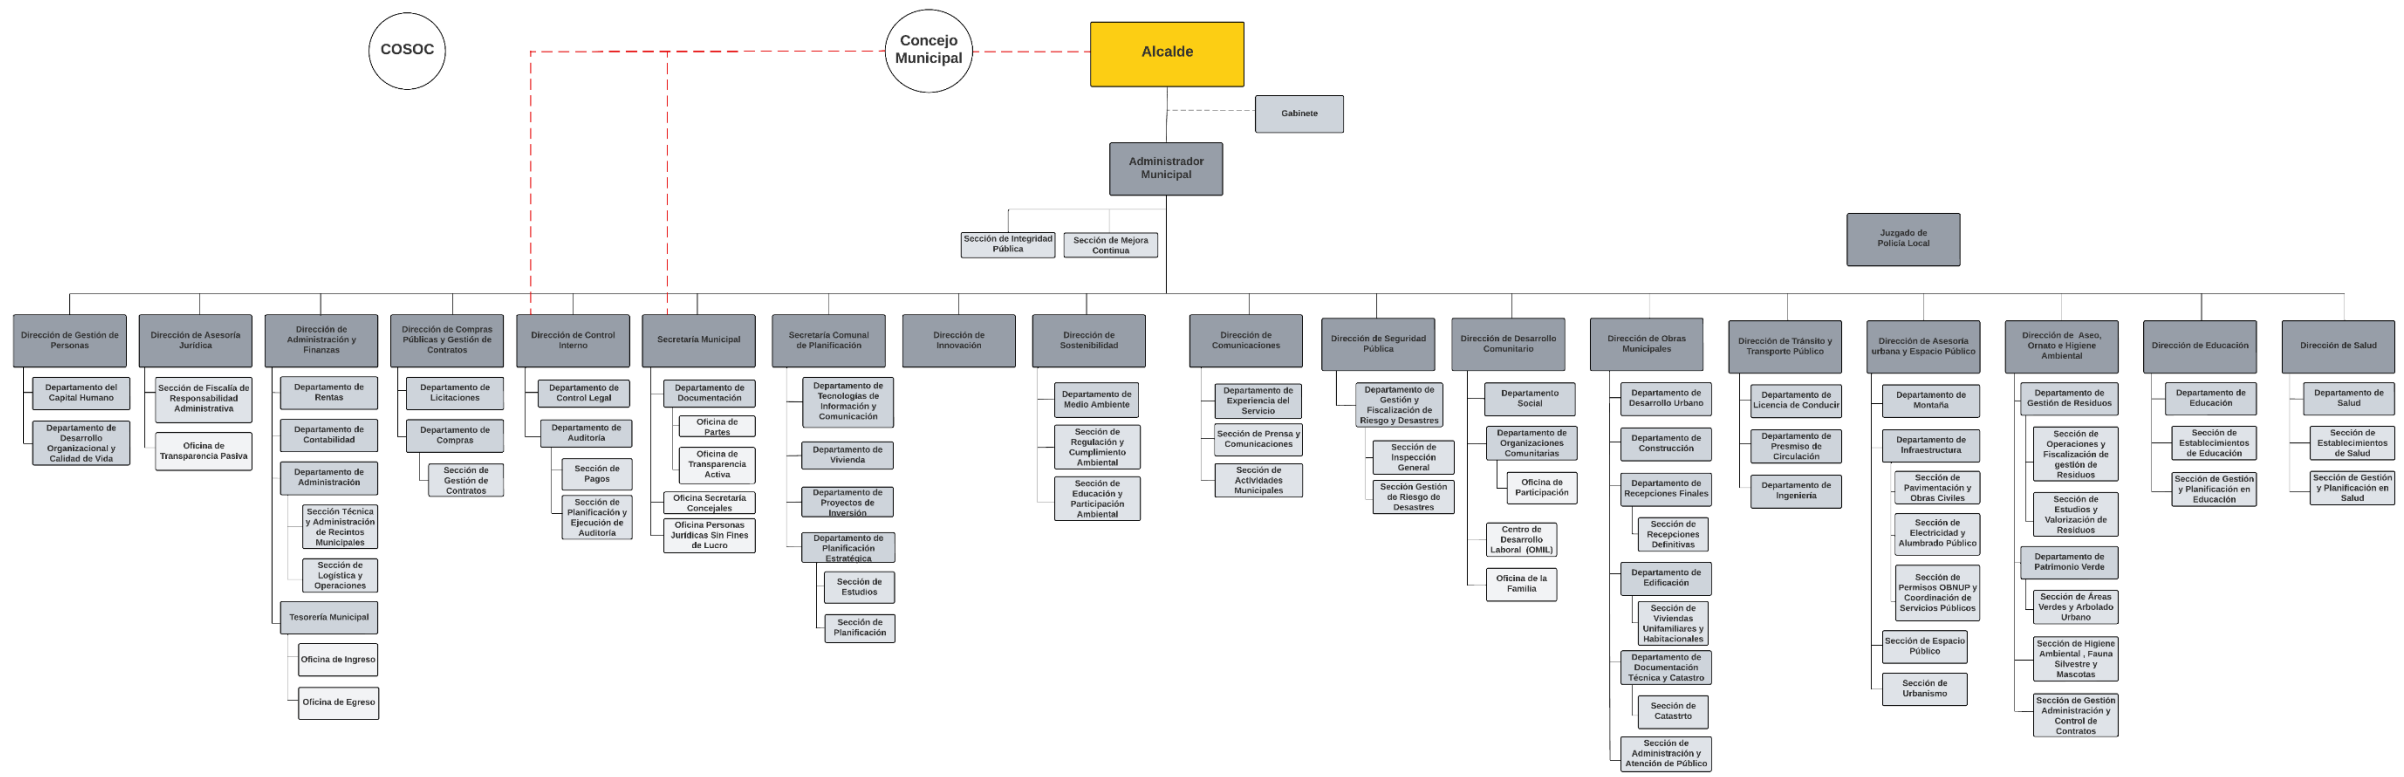 COSOC
Concejo
Municipal
Alcalde
Gabinete
Administrador
Municipal
Sección de Integridad
Pública
Sección de Mejora
Continua
Juzgado de
Policía Local
Dirección de Gestión de
Personas
Departamento del
Capital Humano
Departamento de
Desarrollo
Organizacional y
Calidad de Vida
Dirección de Asesoría
Jurídica
Sección de Fiscalía de
Responsabilidad
Administrativa
Oficina de
Transparencia Pasiva
Dirección de
Administración y
Finanzas
Departamento de
Rentas
Departamento de
Contabilidad
Departamento de
Administración
Sección Técnica
y Administración
de Recintos
Municipales
Sección de
Logística y
Operaciones
Tesorería Municipal
Oficina de Ingreso
Oficina de Egreso
Dirección de Compras
Públicas y Gestión de
Contratos
Departamento de
Licitaciones
Departamento de
Compras
Sección de
Gestión de
Contratos
Dirección de Control
Interno
Departamento de
Control Legal
Departamento de
Auditoría
Sección de
Pagos
Sección de
Planificación y
Ejecución de
Auditoría
Secretaría Municipal
Departamento de
Documentación
Oficina de
Partes
Oficina de
Transparencia
Activa
Oficina Secretaría
Concejales
Oficina Personas
Jurídicas Sin Fines
de Lucro
Secretaría Comunal
de Planificación
Departamento de
Tecnologías de
Información y
Comunicación
Departamento de
Vivienda
Departamento de
Proyectos de
Inversión
Departamento de
Planificación
Estratégica
Sección de
Estudios
Sección de
Planificación
Dirección de
Innovación
Dirección de
Sostenibilidad
Departamento de
Medio Ambiente
Sección de
Regulación y
Cumplimiento
Ambiental
Sección de
Educación y
Participación
Ambiental
Dirección de
Comunicaciones
Departamento de
Experiencia del
Servicio
Sección de Prensa y
Comunicaciones
Sección de
Actividades
Municipales
Dirección de Seguridad
Pública
Departamento de
Gestión y
Fiscalización de
Riesgo y Desastres
Sección de
Inspección
General
Sección Gestión
de Riesgo de
Desastres
Dirección de Desarrollo
Comunitario
Departamento
Social
Departamento de
Organizaciones
Comunitarias
Oficina de
Participación
Centro de
Desarrollo
Laboral (OMIL)
Oficina de la
Familia
Dirección de Obras
Municipales
Departamento de
Desarrollo Urbano
Departamento de
Construcción
Departamento de
Recepciones Finales
Sección de
Recepciones
Definitivas
Departamento de
Edificación
Sección de
Viviendas
Unifamiliares y
Habitacionales
Departamento de
Documentación
Técnica y Catastro
Sección de
Catastrto
Sección de
Administración y
Atención de Público
Dirección de Tránsito y
Transporte Público
Departamento de
Licencia de Conducir
Departamento de
Presmiso de
Circulación
Departamento de
Ingeniería
Dirección de Asesoría
urbana y Espacio Público
Departamento de
Montaña
Departamento de
Infraestructura
Sección de
Pavimentación y
Obras Civiles
Sección de
Electricidad y
Alumbrado Público
Sección de
Permisos OBNUP y
Coordinación de
Servicios Públicos
Sección de Espacio
Público
Sección de
Urbanismo
Dirección de Aseo,
Ornato e Higiene
Ambiental
Departamento de
Gestión de Residuos
Sección de
Operaciones y
Fiscalización de
gestión de
Residuos
Sección de
Estudios y
Valorización de
Residuos
Departamento de
Patrimonio Verde
Sección de Áreas
Verdes y Arbolado
Urbano
Sección de Higiene
Ambiental , Fauna
Silvestre y
Mascotas
Sección de Gestión
Administración y
Control de
Contratos
Dirección de Educación
Departamento de
Educación
Sección de
Establecimientos
de Educación
Sección de Gestión
y Planificación en
Educación
Dirección de Salud
Departamento de
Salud
Sección de
Establecimientos
de Salud
Sección de Gestión
y Planificación en
Salud